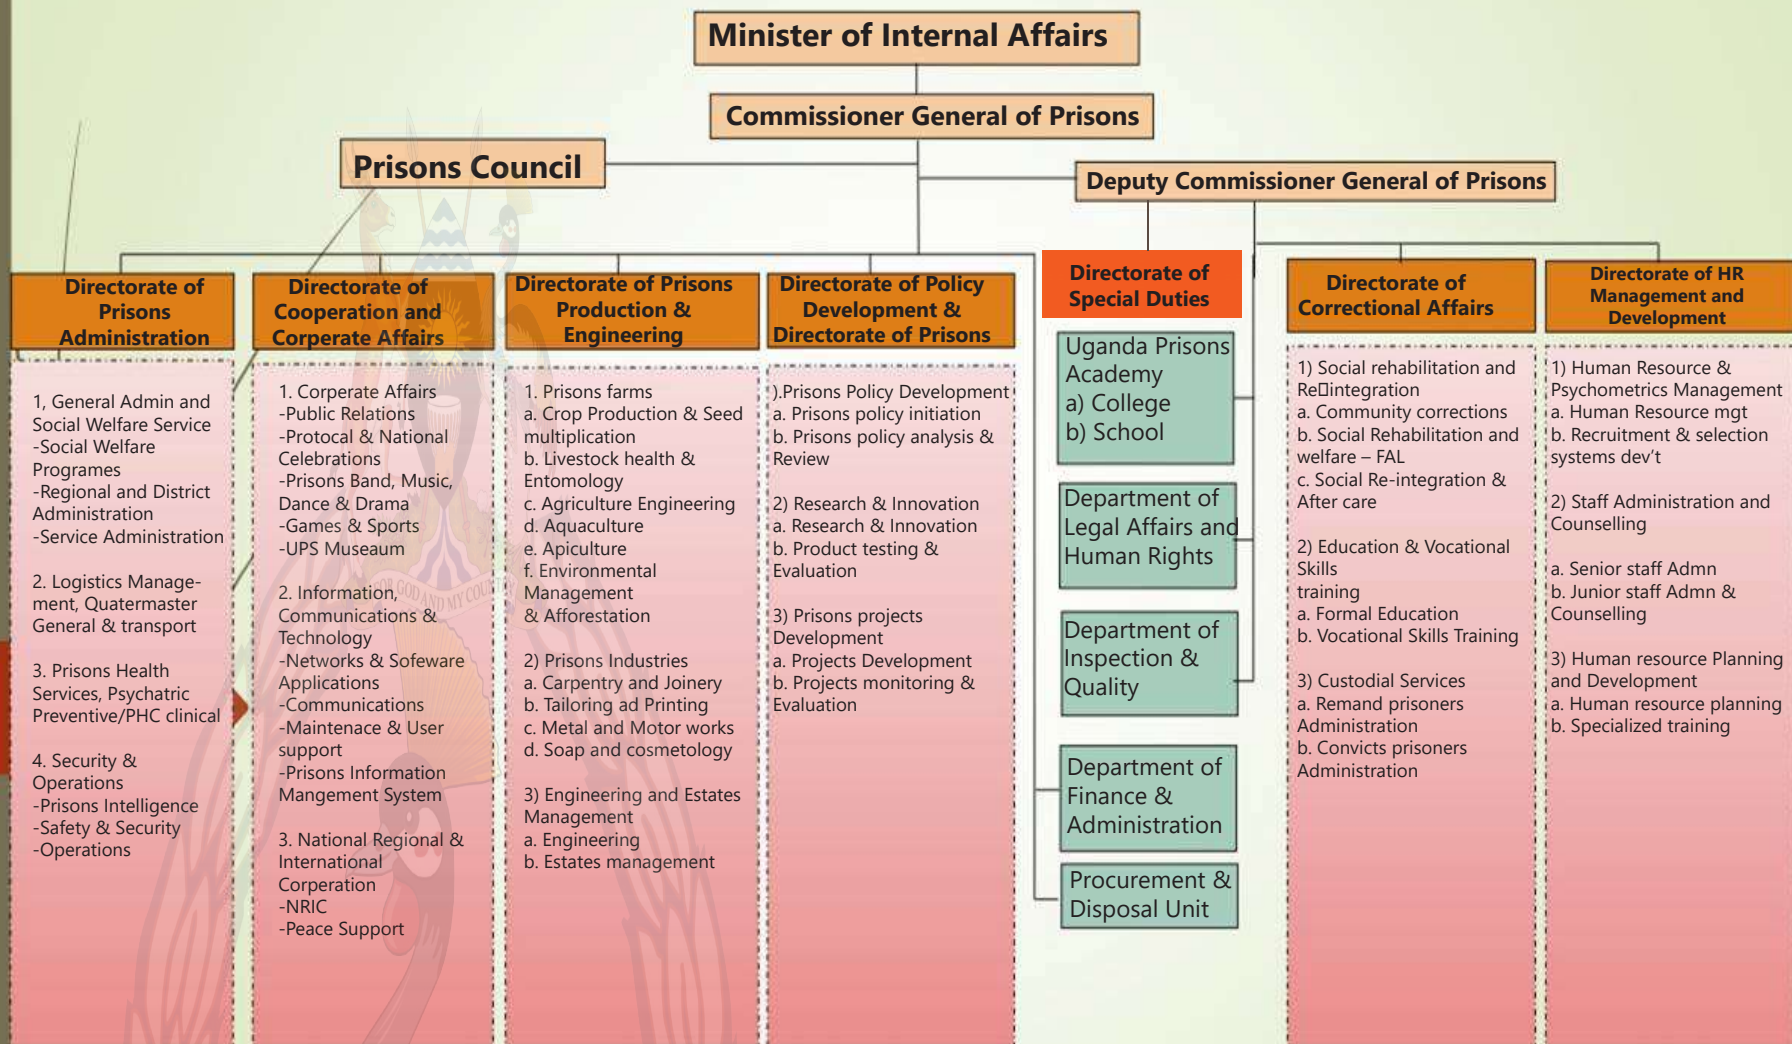 Minister of Internal Affairs
Commissioner General of Prisons
Prisons Council
Deputy Commissioner General of Prisons
Directorate of
Prisons
Administration
1, General Admin and
Social Welfare Service
-Social Welfare
Programes
-Regional and District
Administration
-Service Administration
2. Logistics Manage-
ment, Quatermaster
General & transport
3. Prisons Health
Services, Psychatric
Preventive/PHC clinical
4. Security &
Operations
-Prisons Intelligence
-Safety & Security
-Operations
Directorate of
Cooperation and
Corperate Affairs
1. Corperate Affairs
-Public Relations
-Protocal & National
Celebrations
-Prisons Band, Music,
Dance & Drama
-Games & Sports
-UPS Museaum
2. Information,
Communications &
Technology
-Networks & Sofeware
Applications
-Communications
-Maintenace & User
support
-Prisons Information
Mangement System
3. National Regional &
International
Corperation
-NRIC
-Peace Support
Directorate of Prisons
Production &
Engineering
1. Prisons farms
a. Crop Production & Seed
multiplication
b. Livestock health &
Entomology
c. Agriculture Engineering
d. Aquaculture
e. Apiculture
f. Environmental
Management
& Afforestation
2) Prisons Industries
a. Carpentry and Joinery
b. Tailoring ad Printing
c. Metal and Motor works
d. Soap and cosmetology
3) Engineering and Estates
Management
a. Engineering
b. Estates management
Directorate of Policy
Development &
Directorate of Prisons
).Prisons Policy Development
a. Prisons policy initiation
b. Prisons policy analysis &
Review
2) Research & Innovation
a. Research & Innovation
b. Product testing &
Evaluation
3) Prisons projects
Development
a. Projects Development
b. Projects monitoring &
Evaluation
Directorate of
Special Duties
Uganda Prisons
Academy
a) College
b) School
Department of
Legal Affairs and
Human Rights
Department of
Inspection &
Quality
Department of
Finance &
Administration
Procurement &
Disposal Unit
Directorate of
Correctional Affairs
1) Social rehabilitation and
Re□integration
a. Community corrections
b. Social Rehabilitation and
welfare – FAL
c. Social Re-integration &
After care
2) Education & Vocational
Skills
training
a. Formal Education
b. Vocational Skills Training
3) Custodial Services
a. Remand prisoners
Administration
b. Convicts prisoners
Administration
Directorate of HR
Management and
Development
1) Human Resource &
Psychometrics Management
a. Human Resource mgt
b. Recruitment & selection
systems dev't
2) Staff Administration and
Counselling
a. Senior staff Admn
b. Junior staff Admn &
Counselling
3) Human resource Planning
and Development
a. Human resource planning
b. Specialized training
FOR GOD AND MY COUNTRY